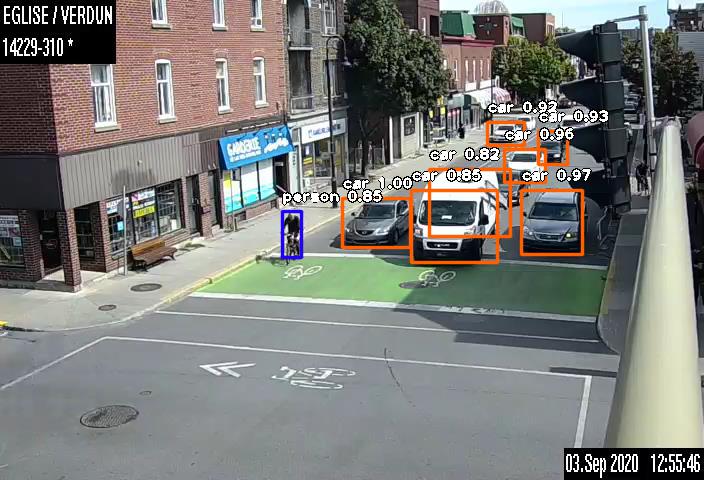 EGLISE / VERDUN
14229-310 *
car 0.92
car 0.93
car 0.96
car 0.82
car 0.85
car 0.97
car 1.00
person 0.85
GARDERIE
03.Sep 2020 12:55:46